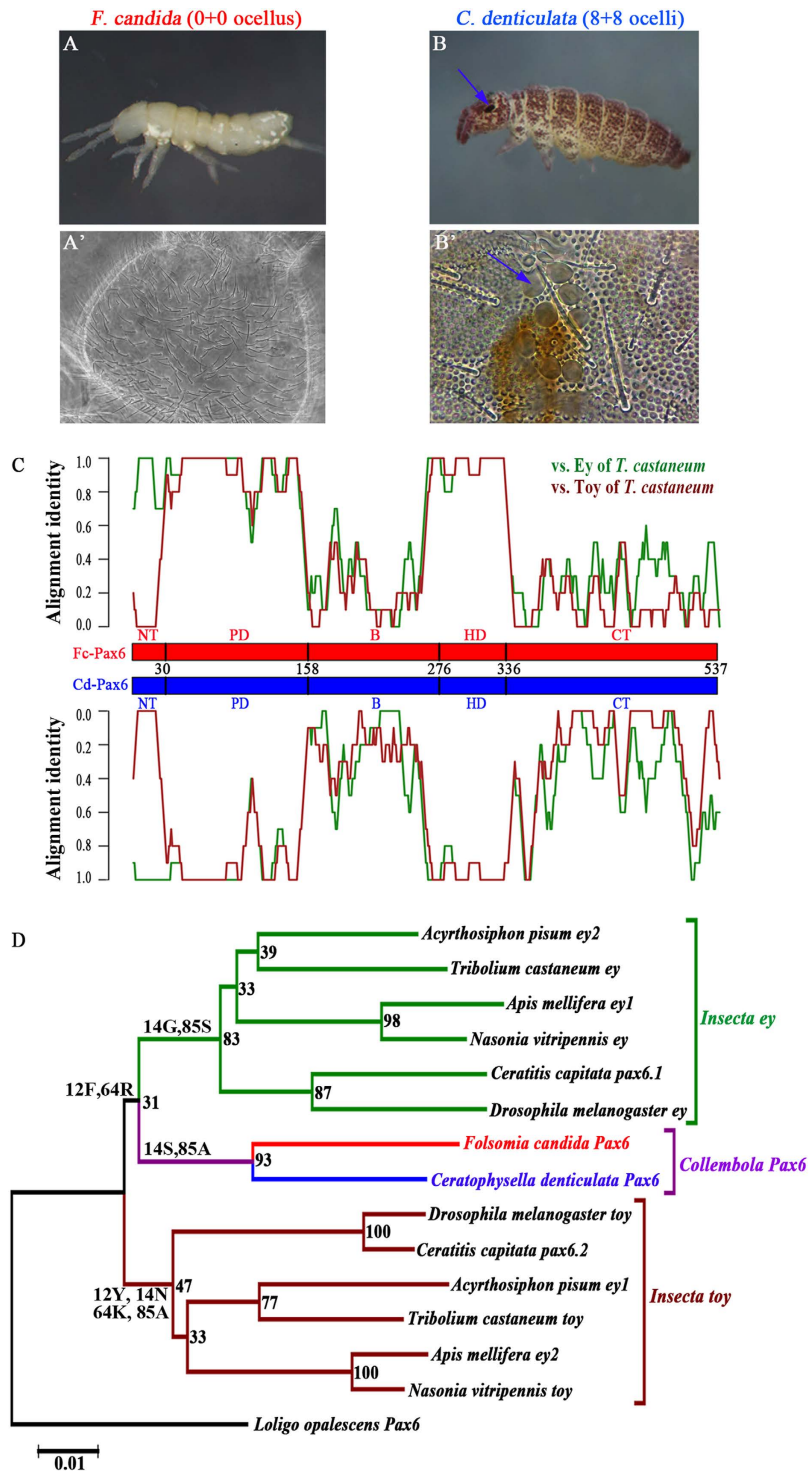 F. candida (0+0 ocellus)
C. denticulata (8+8 ocelli)
A
B
A'
B'
C
Alignment identity
1.0
0.8
0.6
0.4
0.2
0.0
vs. Ey of T. castaneum
vs. Toy of T. castaneum
NT PD B HD CT
Fc-Pax6
30 158 276 336 537
Cd-Pax6
NT PD B HD CT
Alignment identity
0.0
0.2
0.4
0.6
0.8
1.0
D
Acyrthosiphon pisum ey2
39
Tribolium castaneum ey
33
Apis mellifera ey1
98
Nasonia vitripennis ey
Insecta ey
14G,85S
83
Ceratitis capitata pax6.1
87
Drosophila melanogaster ey
12F,64R
31
14S,85A
Folsomia candida Pax6
93
Ceratophysella denticulata Pax6
Collembola Pax6
Drosophila melanogaster toy
100
Ceratitis capitata pax6.2
12Y, 14N
64K, 85A
47
Acyrthosiphon pisum ey1
77
Tribolium castaneum toy
33
Apis mellifera ey2
100
Nasonia vitripennis toy
Insecta toy
Loligo opalescens Pax6
0.01